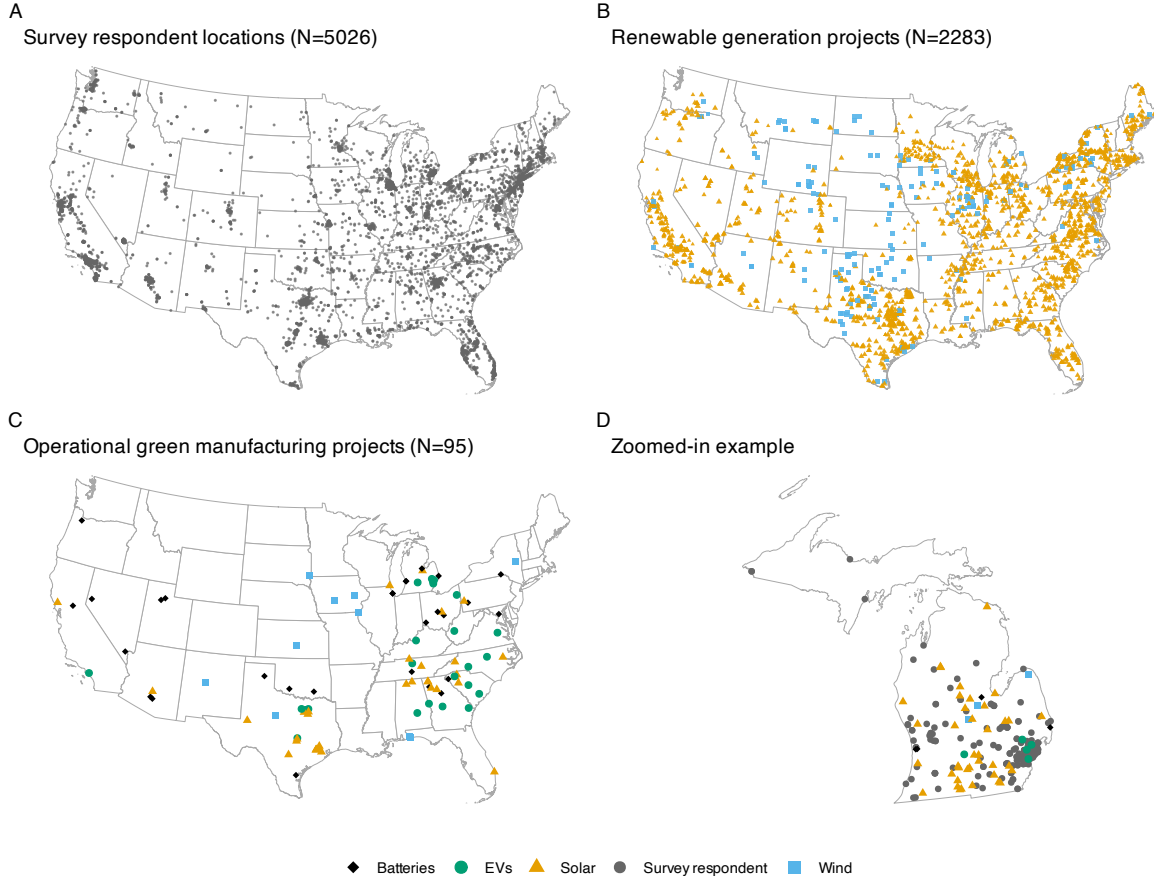 A
Survey respondent locations (N=5026)
B
Renewable generation projects (N=2283)
C
Operational green manufacturing projects (N=95)
D
Zoomed-in example
Batteries EVs Solar Survey respondent Wind